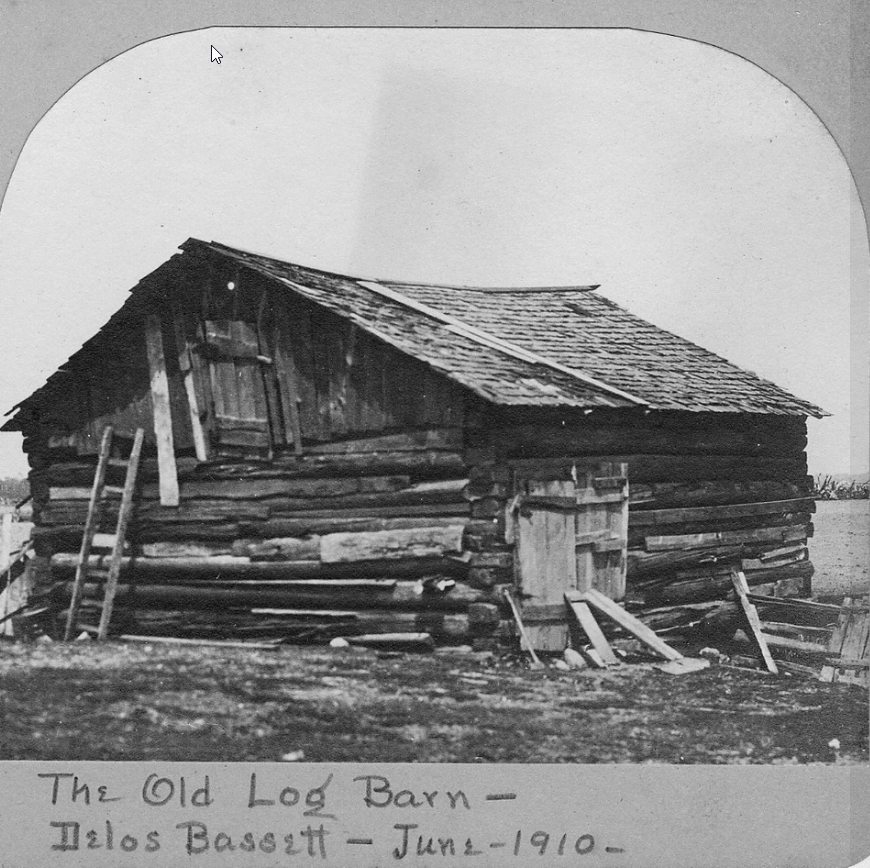 The Old Log Barn -
Delos Bassett - June - 1910 -